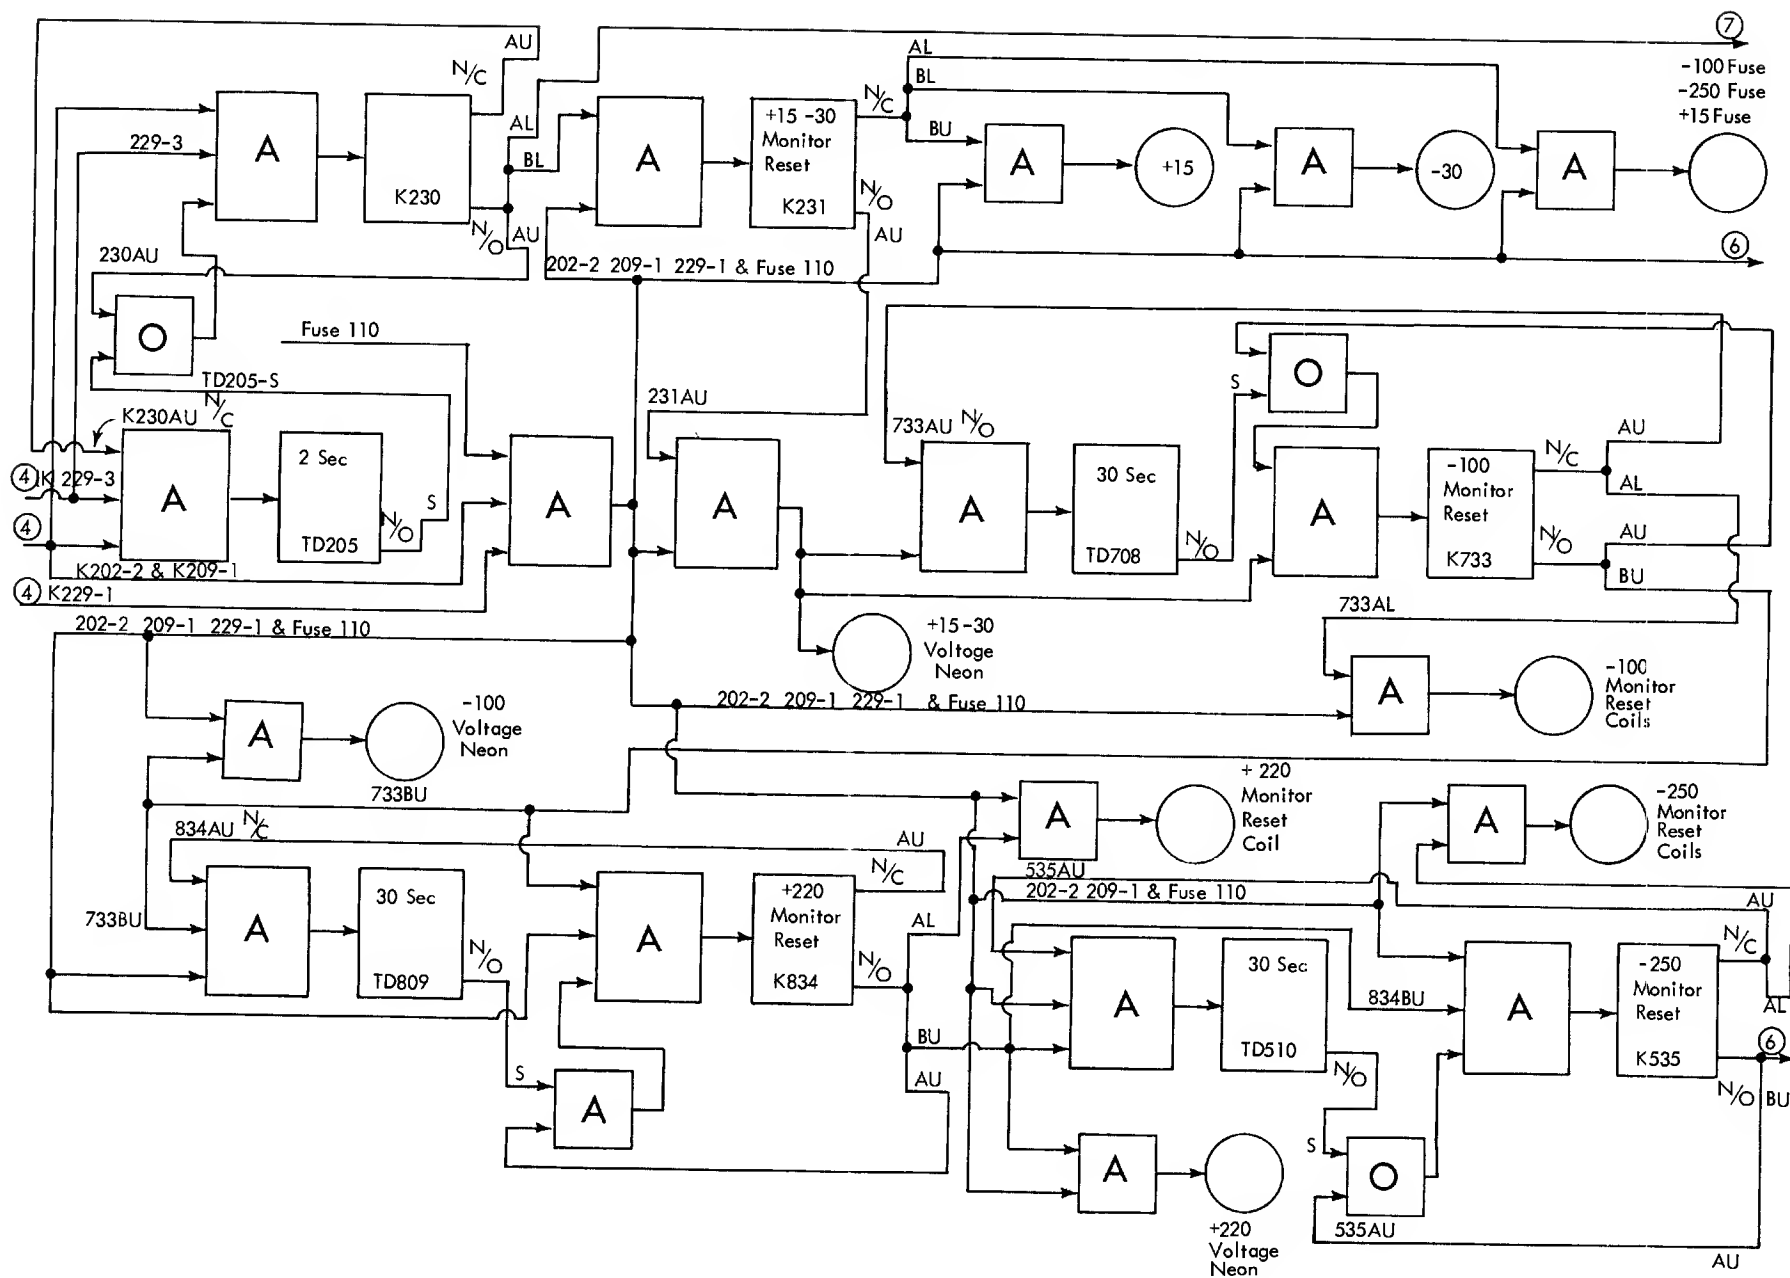 AU
N/C
A
K230
N/O
AL
BL
AU
A
+15 -30
Monitor
Reset
K231
N/C
N/O
AU
AL
BL
BU
A
+15
A
-30
A
7
-100 Fuse
-250 Fuse
+15 Fuse
6
229-3
230AU
O
202-2 209-1 229-1 & Fuse 110
Fuse 110
TD205-S
N/C
K230AU
4
K 229-3
4
A
2 Sec
TD205
N/O
S
K202-2 & K209-1
4
K229-1
A
231AU
A
733AU
N/O
A
30 Sec
TD708
N/O
S
O
A
-100
Monitor
Reset
K733
N/C
N/O
AU
AL
AU
BU
+15 -30
Voltoge
Neon
733AL
A
-100
Monitor
Reset
Coils
202-2 209-1 229-1 & Fuse 110
202-2 209-1 229-1 & Fuse 110
A
-100
Voltage
Neon
733BU
834AU
N/C
AU
733BU
A
30 Sec
TD809
N/O
S
A
A
+220
Monitor
Reset
K834
N/C
N/O
AL
BU
AU
A
+ 220
Monitor
Reset
Coil
535AU
202-2 209-1 & Fuse 110
A
-250
Monitor
Reset
Coils
A
30 Sec
TD510
N/O
834BU
A
-250
Monitor
Reset
K535
N/C
AU
AL
6
N/O
BU
A
+220
Voltage
Neon
S
O
535AU
AU